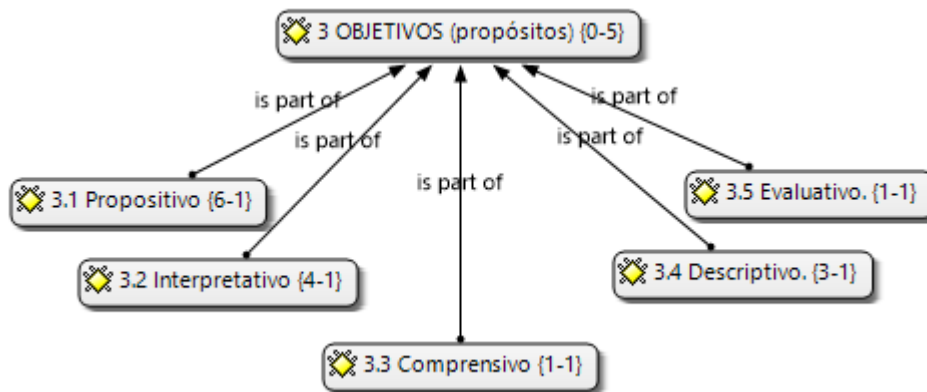 3 OBJETIVOS (propósitos) {0-5}
is part of
is part of
is part of
is part of
is part of
3.1 Propositivo {6-1}
3.5 Evaluativo. {1-1}
3.2 Interpretativo {4-1}
3.4 Descriptivo. {3-1}
3.3 Comprensivo {1-1}